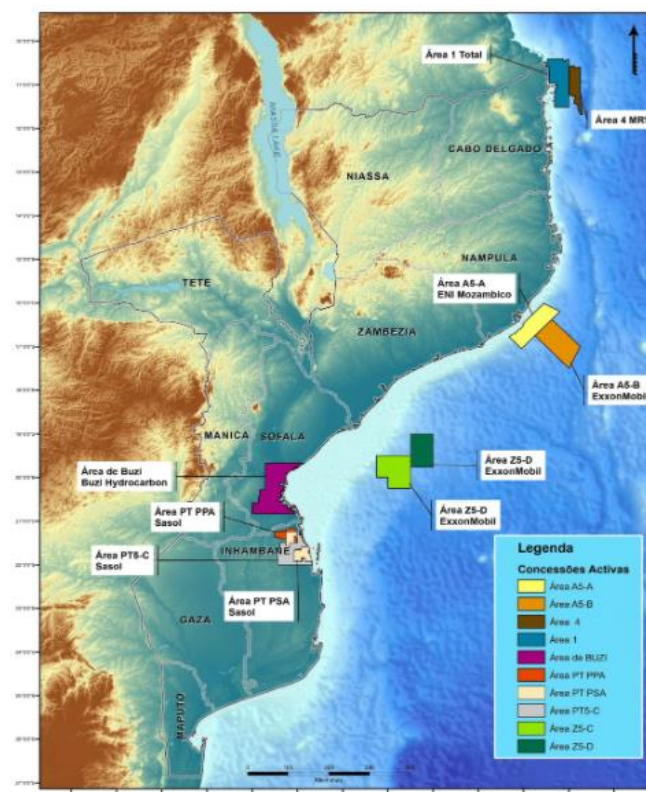 Área 1 Total
Área 4 MRV
NIASSA LAKE
CABO DELGADO
NIASSA
NAMPULA
TETE
Área A5-A
ENI Mozambico
ZAMBEZIA
Área A5-B
ExxonMobil
MANICA
SOFALA
Área de Buzi
Buzi Hydrocarbon
Área Z5-D
ExxonMobil
Área PT PPA
Sasol
Área Z5-D
ExxonMobil
INHAMBANE
Área PT5-C
Sasol
Área PT PSA
Sasol
GAZA
MAPUTO
Legenda
Concessões Activas
Área A5-A
Área A5-B
Área 4
Área 1
Área de BUZI
Área PT PPA
Área PT PSA
Área PT5-C
Área Z5-C
Área Z5-D